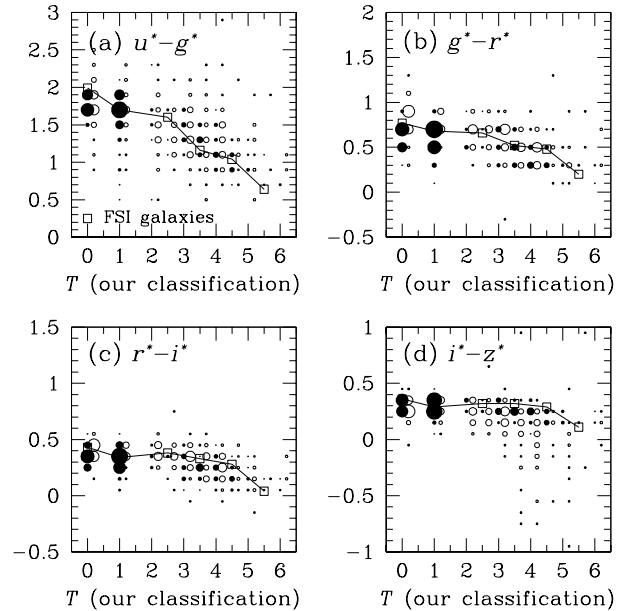 (a) u*−g*
3
2.5
2
1.5
1
0.5
0
□ FSI galaxies
0 1 2 3 4 5 6
T (our classification)
(b) g*−r*
2
1.5
1
0.5
0
−0.5
0 1 2 3 4 5 6
T (our classification)
(c) r*−i*
1.5
1
0.5
0
−0.5
0 1 2 3 4 5 6
T (our classification)
(d) i*−z*
1
0.5
0
−0.5
−1
0 1 2 3 4 5 6
T (our classification)